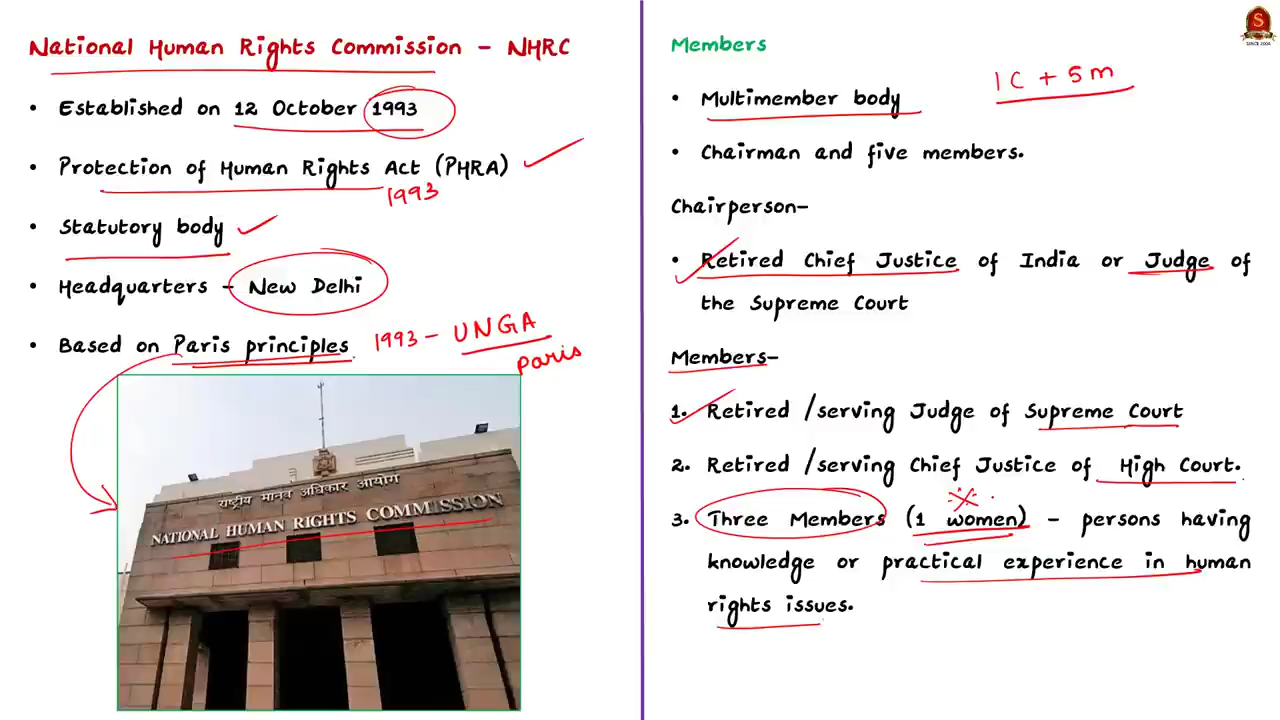 National Human Rights Commission - NHRC
• Established on 12 October 1993
• Protection of Human Rights Act (PHRA)
1993
• Statutory body
• Headquarters - New Delhi
• Based on Paris principles 1993 - UNGA
Paris
राष्ट्रीय मानव अधिकार आयोग
NATIONAL HUMAN RIGHTS COMMISSION
S
SINCE 2004
Members
1C + 5m
• Multimember body
• Chairman and five members.
Chairperson-
• Retired Chief Justice of India or Judge of
the Supreme Court
Members-
1. Retired /serving Judge of Supreme Court
2. Retired /serving Chief Justice of High Court.
3. Three Members (1 women) - persons having
knowledge or practical experience in human
rights issues.